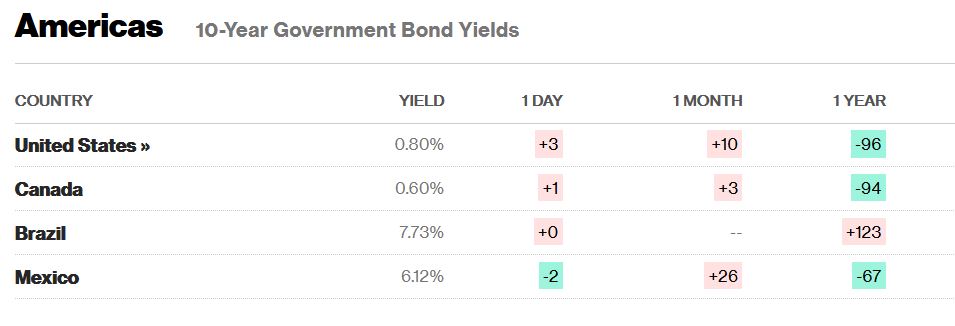 Americas 10-Year Government Bond Yields
COUNTRY YIELD 1 DAY 1 MONTH 1 YEAR
United States » 0.80% +3 +10 -96
Canada 0.60% +1 +3 -94
Brazil 7.73% +0 -- +123
Mexico 6.12% -2 +26 -67